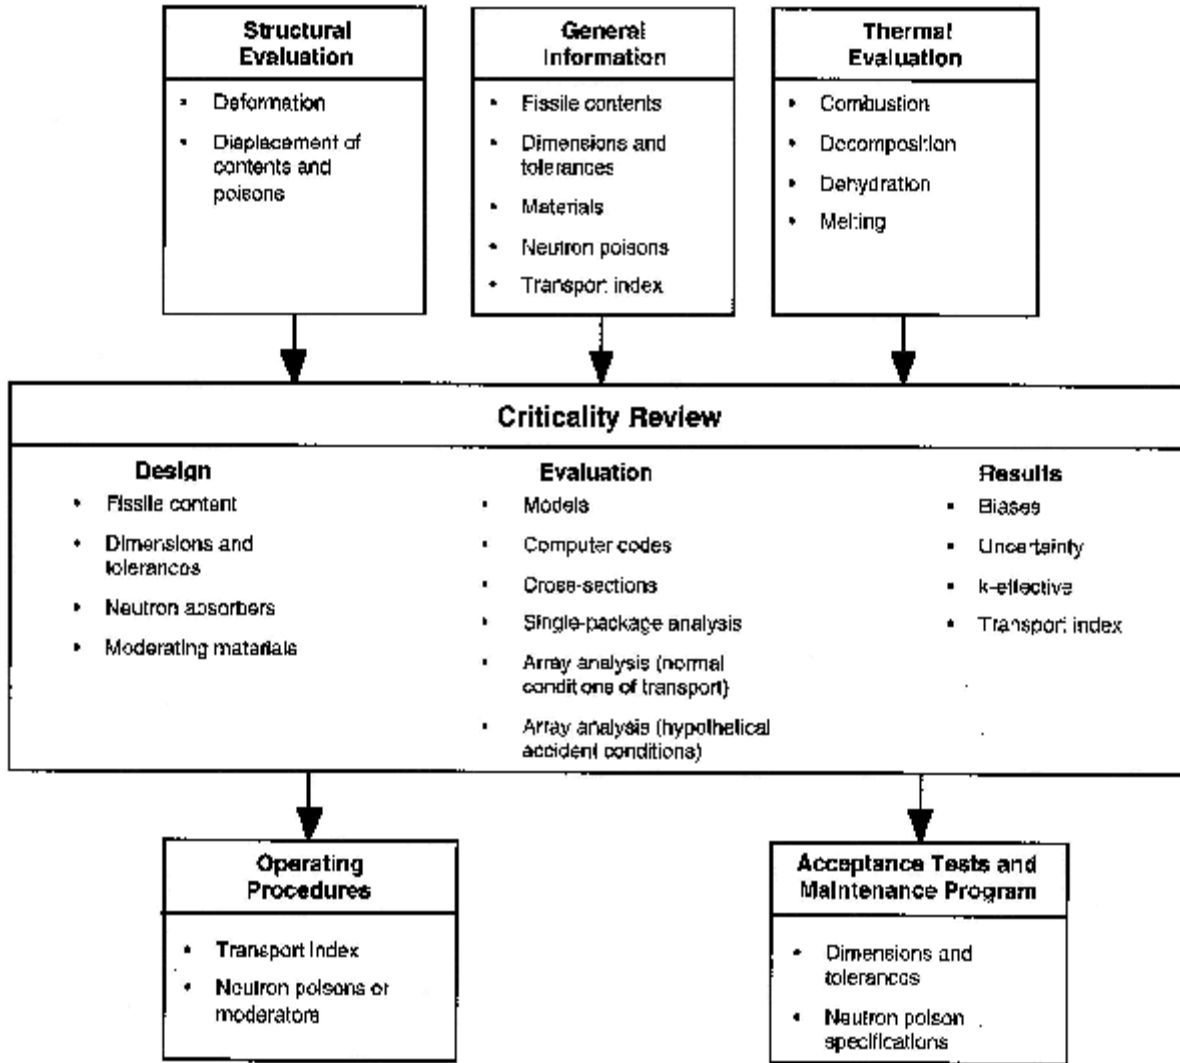 Structural
Evaluation
• Deformation
• Displacement of
contents and
poisons
General
Information
• Fissile contents
• Dimensions and
tolerances
• Materials
• Neutron poisons
• Transport index
Thermal
Evaluation
• Combustion
• Decomposition
• Dehydration
• Melting
Criticality Review
Design
• Fissile content
• Dimensions and
tolerances
• Neutron absorbers
• Moderating materials
Evaluation
• Models
• Computer codes
• Cross-sections
• Single-package analysis
• Array analysis (normal
conditions of transport)
• Array analysis (hypothetical
accident conditions)
Results
• Biases
• Uncertainty
• k-effective
• Transport index
Operating
Procedures
• Transport Index
• Neutron poisons or
moderators
Acceptance Tests and
Maintenance Program
• Dimensions and
tolerances
• Neutron poison
specifications